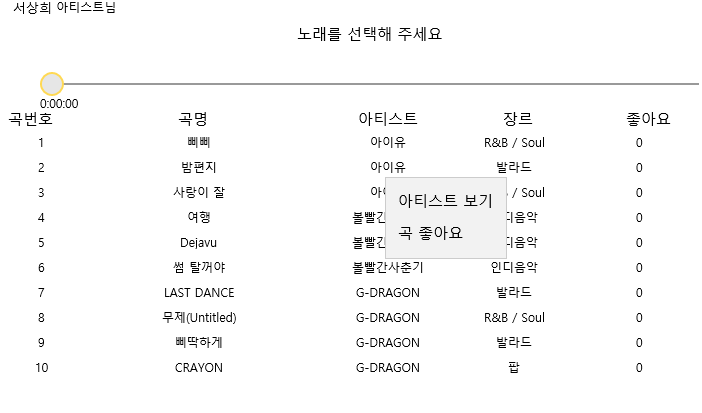 서상희 아티스트님
노래를 선택해 주세요
0:00:00
곡번호 곡명 아티스트 장르 좋아요
1 삐삐 아이유 R&B / Soul 0
2 밤편지 아이유 발라드 0
3 사랑이 잘 / Soul 0
아티스트 보기
4 여행 볼빨간 디음악 0
곡 좋아요
5 Dejavu 볼빨간 디음악 0
6 썸 탈꺼야 볼빨간사춘기 인디음악 0
7 LAST DANCE G-DRAGON 발라드 0
8 무제(Untitled) G-DRAGON R&B / Soul 0
9 삐딱하게 G-DRAGON 발라드 0
10 CRAYON G-DRAGON 팝 0